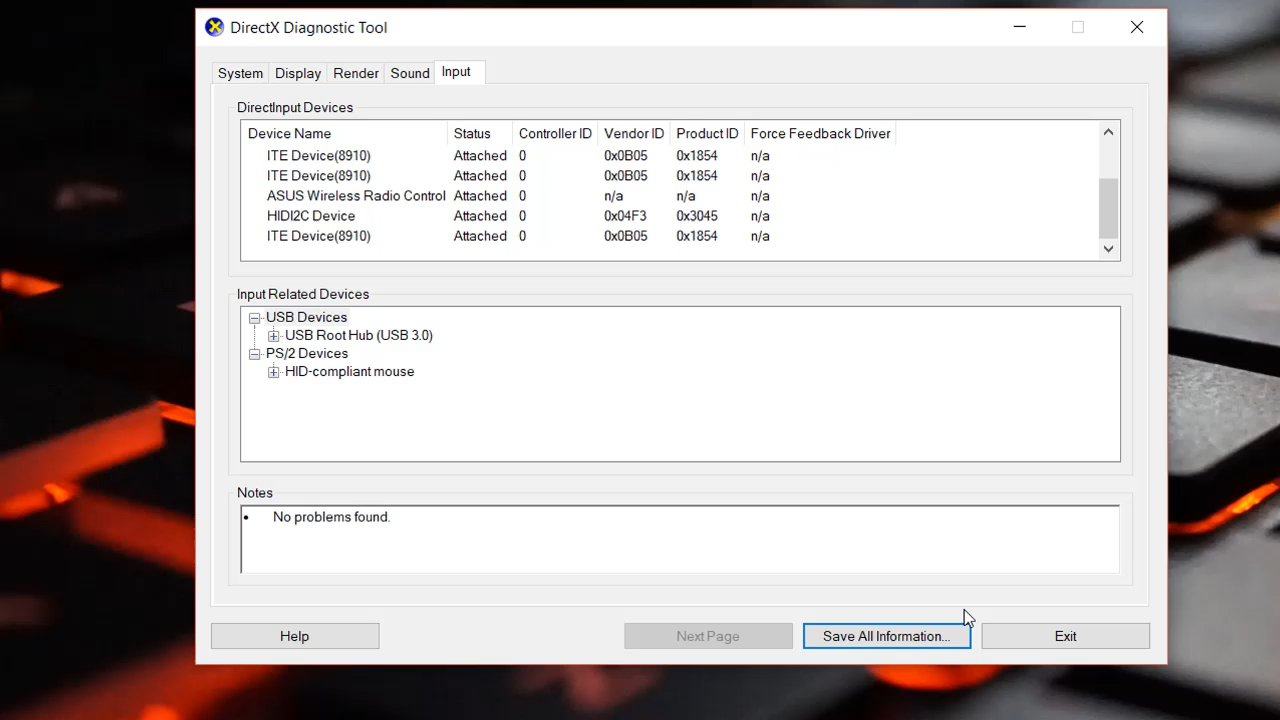 DirectX Diagnostic Tool
System Display Render Sound Input
DirectInput Devices
Device Name Status Controller ID Vendor ID Product ID Force Feedback Driver
ITE Device(8910) Attached 0 0x0B05 0x1854 n/a
ITE Device(8910) Attached 0 0x0B05 0x1854 n/a
ASUS Wireless Radio Control Attached 0 n/a n/a n/a
HIDI2C Device Attached 0 0x04F3 0x3045 n/a
ITE Device(8910) Attached 0 0x0B05 0x1854 n/a
Input Related Devices
USB Devices
USB Root Hub (USB 3.0)
PS/2 Devices
HID-compliant mouse
Notes
• No problems found.
Help Next Page Save All Information... Exit